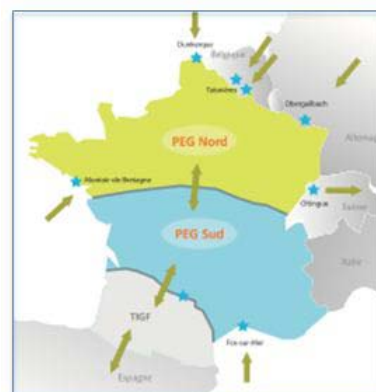 Dunkerque
Belgique
Taisnières
Obergailbach
Allemagne
PEG Nord
Montoir-de-Bretagne
Oltingue
Suisse
PEG Sud
Italie
TIGF
Fos-sur-Mer
Espagne